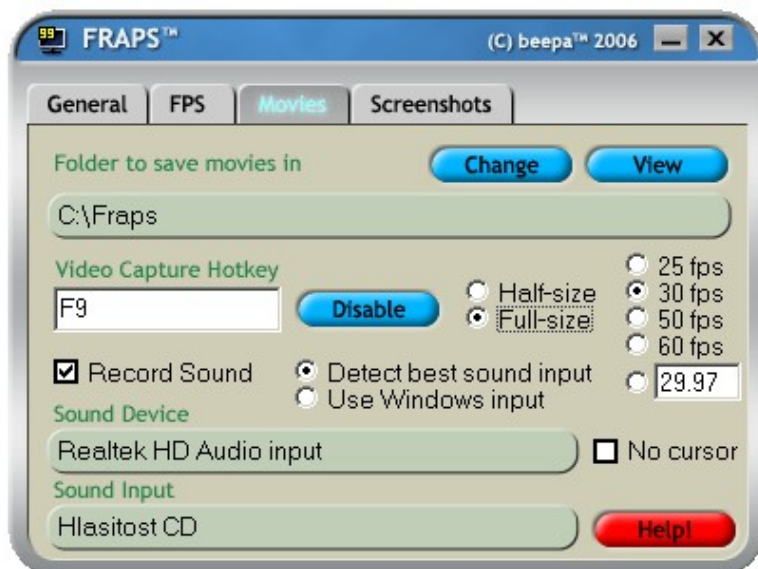 99 FRAPS™ (C) beepa™ 2006
General FPS Movies Screenshots
Folder to save movies in Change View
C:\Fraps
Video Capture Hotkey
F9 Disable
Half-size
Full-size
25 fps
30 fps
50 fps
60 fps
29.97
Record Sound
Detect best sound input
Use Windows input
Sound Device
Realtek HD Audio input No cursor
Sound Input
Hlasitost CD Help!